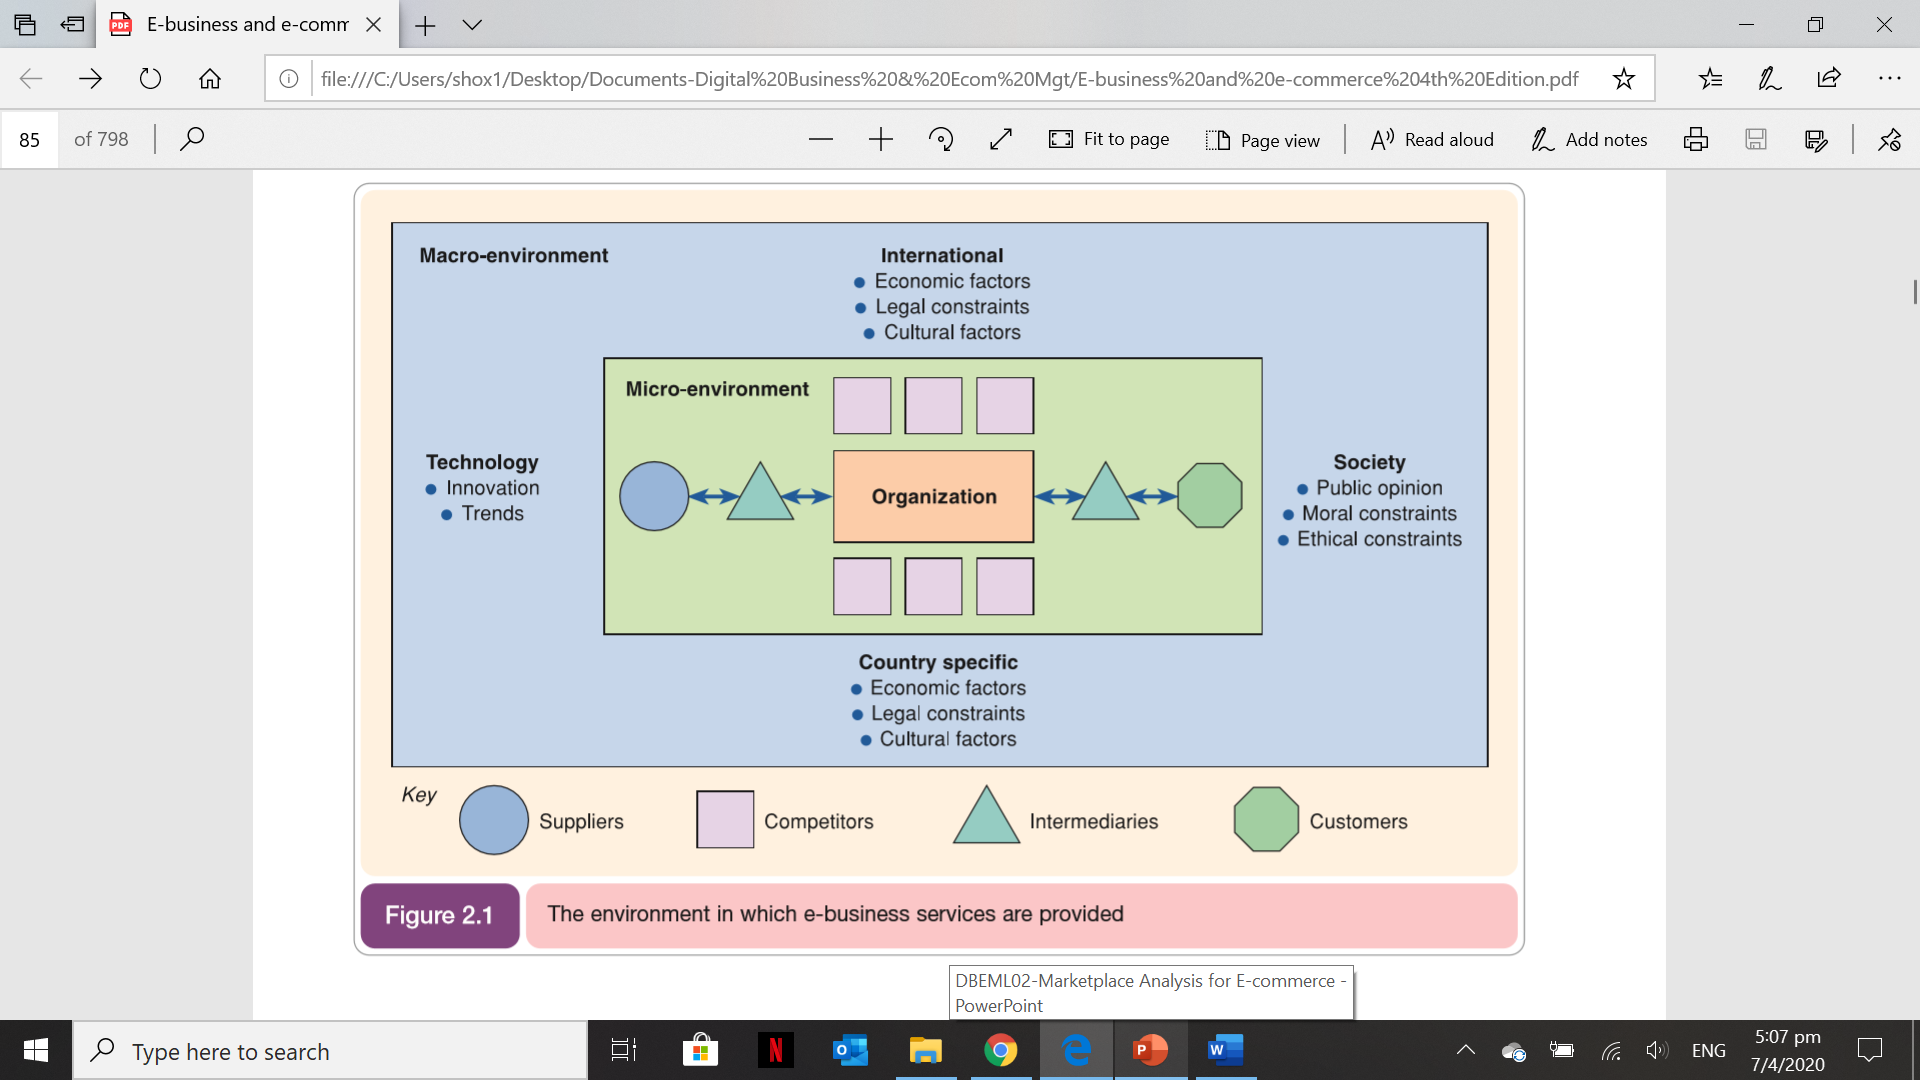 E-business and e-comm
file:///C:/Users/shox1/Desktop/Documents-Digital%20Business%20&%20Ecom%20Mgt/E-business%20and%20e-commerce%204th%20Edition.pdf
85 of 798
Fit to page
Page view
Read aloud
Add notes
Macro-environment
International
Economic factors
Legal constraints
Cultural factors
Micro-environment
Technology
Innovation
Trends
Organization
Society
Public opinion
Moral constraints
Ethical constraints
Country specific
Economic factors
Legal constraints
Cultural factors
Key
Suppliers
Competitors
Intermediaries
Customers
Figure 2.1
The environment in which e-business services are provided
DBEML02-Marketplace Analysis for E-commerce -
PowerPoint
Type here to search
ENG
5:07 pm
7/4/2020